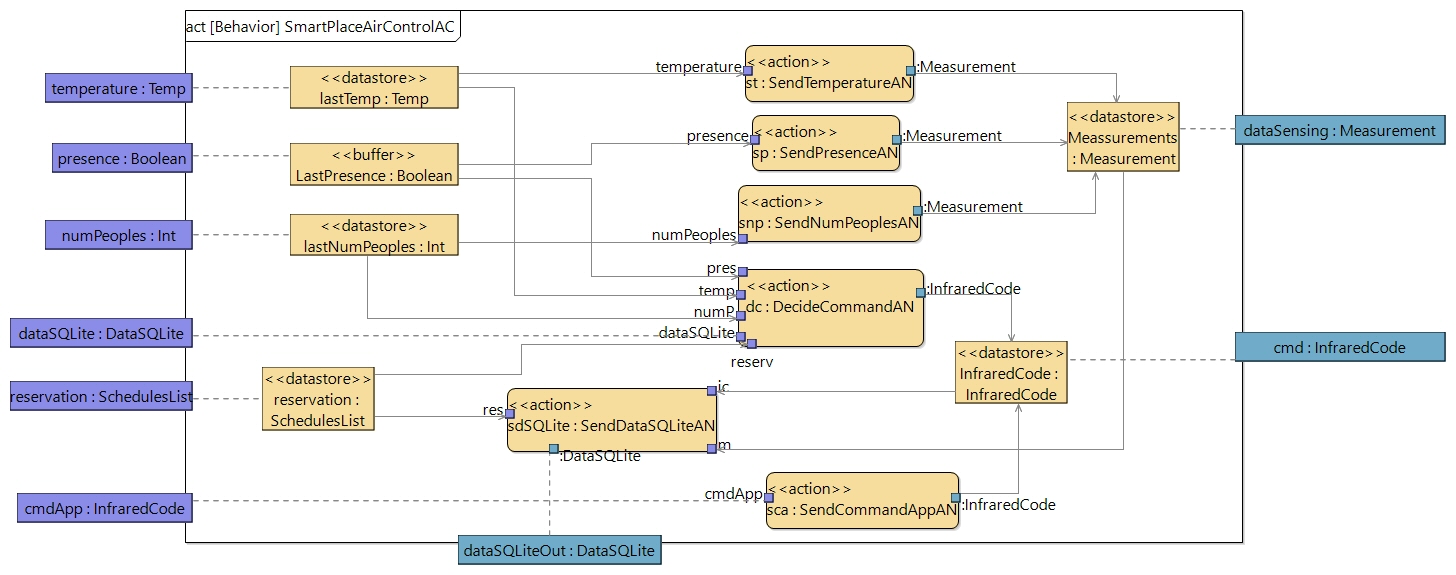 act [Behavior] SmartPlaceAirControlAC
temperature : Temp
<<datastore>>
lastTemp : Temp
temperature
<<action>>
st : SendTemperatureAN
:Measurement
presence : Boolean
<<buffer>>
LastPresence : Boolean
presence
<<action>>
sp : SendPresenceAN
:Measurement
<<datastore>>
Meassurements
: Measurement
dataSensing : Measurement
numPeoples : Int
<<datastore>>
lastNumPeoples : Int
numPeoples
<<action>>
snp : SendNumPeoplesAN
:Measurement
pres
temp
numP
dataSQLite
reserv
<<action>>
dc : DecideCommandAN
:InfraredCode
dataSQLite : DataSQLite
<<datastore>>
InfraredCode :
InfraredCode
cmd : InfraredCode
reservation : SchedulesList
<<datastore>>
reservation :
SchedulesList
res
<<action>>
sdSQLite : SendDataSQLiteAN
ic
m
:DataSQLite
cmdApp : InfraredCode
cmdApp
<<action>>
sca : SendCommandAppAN
:InfraredCode
dataSQLiteOut : DataSQLite